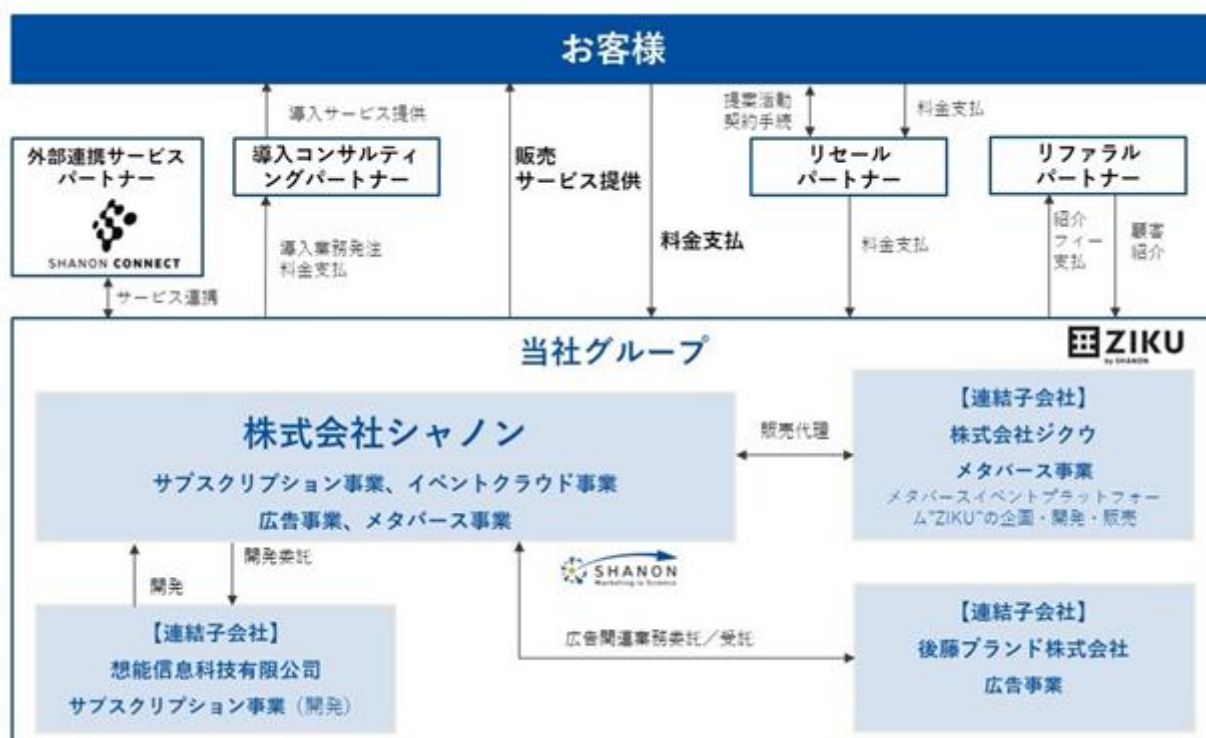 お客様
導入サービス提供
提案活動
契約手続
料金支払
外部連携サービス
パートナー
SHANON CONNECT
導入コンサルティ
ングパートナー
販売
サービス提供
リセール
パートナー
リファラル
パートナー
導入業務発注
料金支払
料金支払
料金支払
紹介
フィー
支払
顧客
紹介
サービス連携
当社グループ
ZIKU
by SHANON
株式会社シャノン
サブスクリプション事業、イベントクラウド事業
広告事業、メタバース事業
販売代理
【連結子会社】
株式会社ジクウ
メタバース事業
メタバースイベントプラットフォー
ム"ZIKU"の企画・開発・販売
開発
開発委託
SHANON
Marketing is Science
【連結子会社】
想能信息科技有限公司
サブスクリプション事業（開発）
広告関連業務委託／受託
【連結子会社】
後藤ブランド株式会社
広告事業